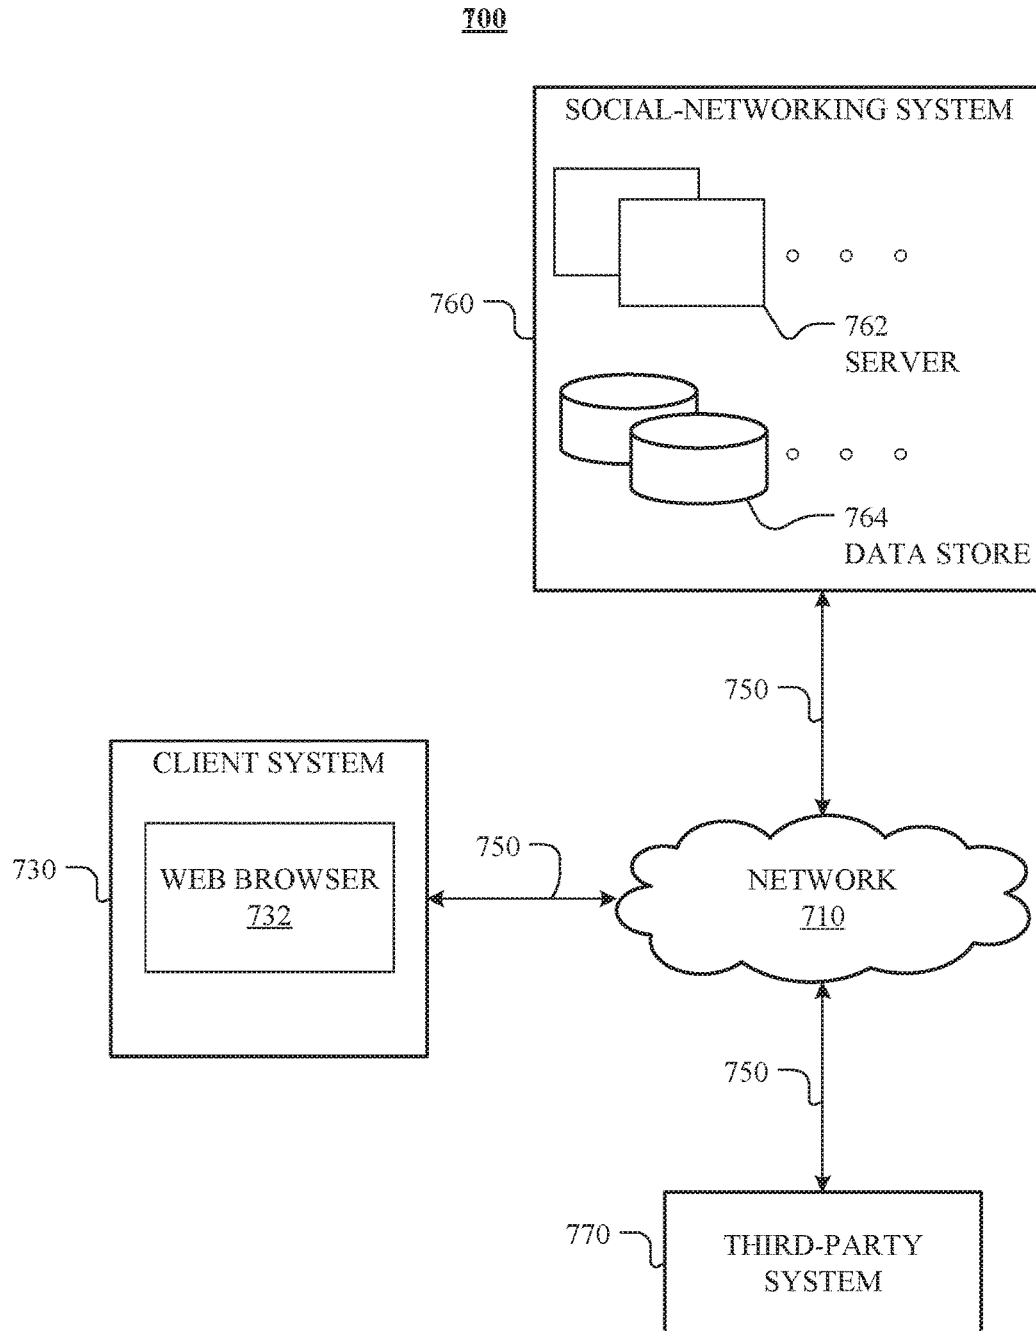 700
SOCIAL-NETWORKING SYSTEM
760
762
SERVER
764
DATA STORE
750
CLIENT SYSTEM
730
WEB BROWSER
732
750
NETWORK
710
750
770
THIRD-PARTY
SYSTEM